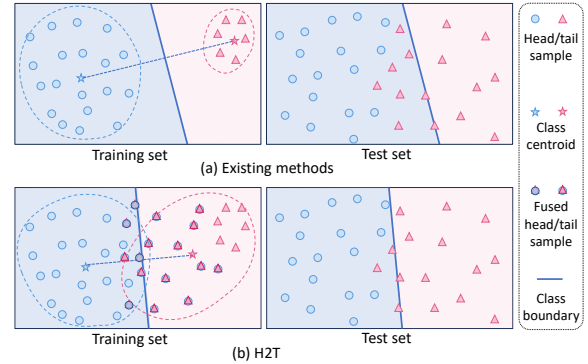 Training set
Test set
(a) Existing methods
Training set
Test set
(b) H2T
Head/tail
sample
Class
centroid
Fused
head/tail
sample
Class
boundary